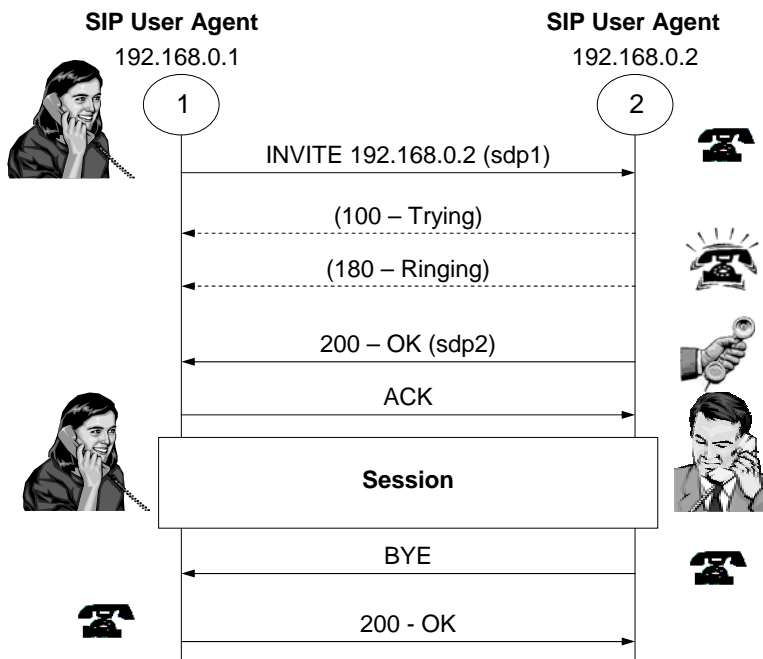 SIP User Agent
192.168.0.1
SIP User Agent
192.168.0.2
1
2
INVITE 192.168.0.2 (sdp1)
(100 – Trying)
(180 – Ringing)
200 – OK (sdp2)
ACK
Session
BYE
200 - OK